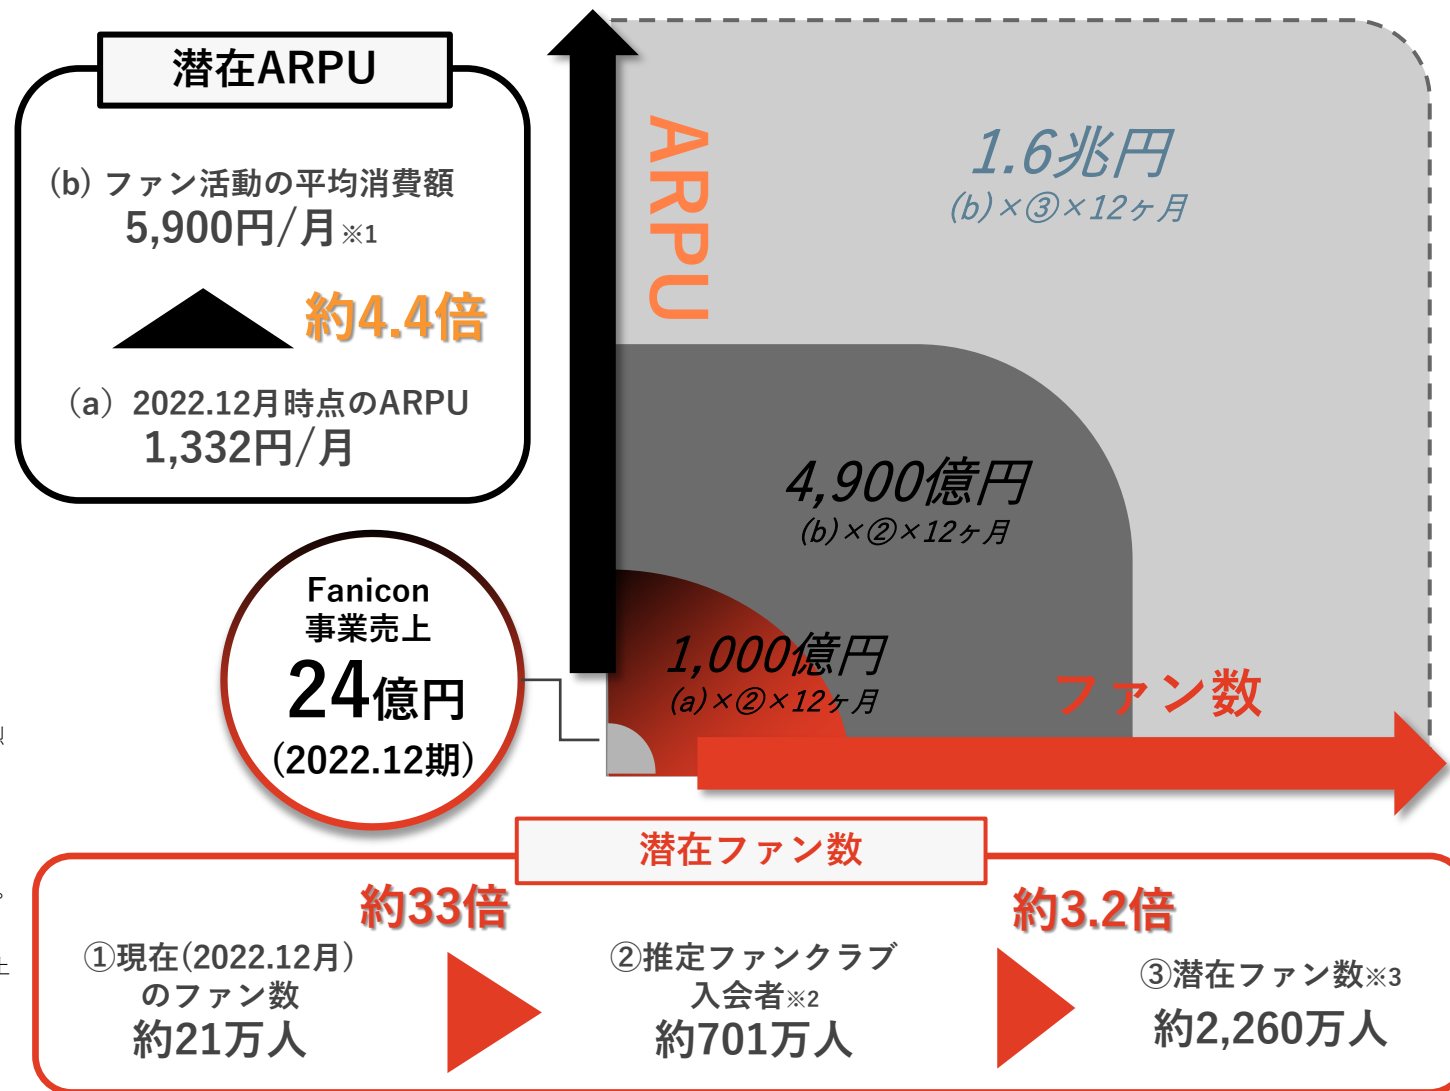 潜在ARPU
(b) ファン活動の平均消費額
5,900円/月※1
約4.4倍
(a) 2022.12月時点のARPU
1,332円/月
ARPU
1.6兆円
(b)×③×12ヶ月
4,900億円
(b)×②×12ヶ月
1,000億円
(a)×②×12ヶ月
ファン数
Fanicon
事業売上
24億円
(2022.12期)
潜在ファン数
約33倍
約3.2倍
①現在(2022.12月)
のファン数
約21万人
②推定ファンクラブ
入会者※2
約701万人
③潜在ファン数※3
約2,260万人